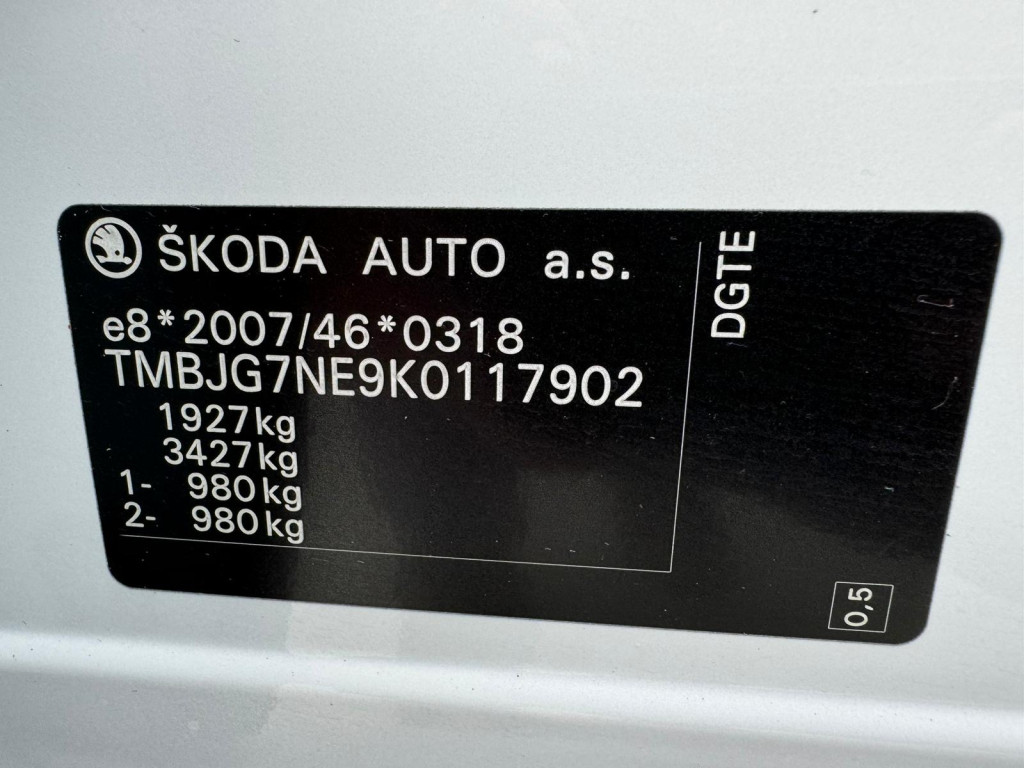 ŠKODA AUTO a.s.
e8*2007/46*0318
TMBJG7NE9K0117902
1927kg
3427kg
1- 980kg
2- 980kg
DGTE
0,5